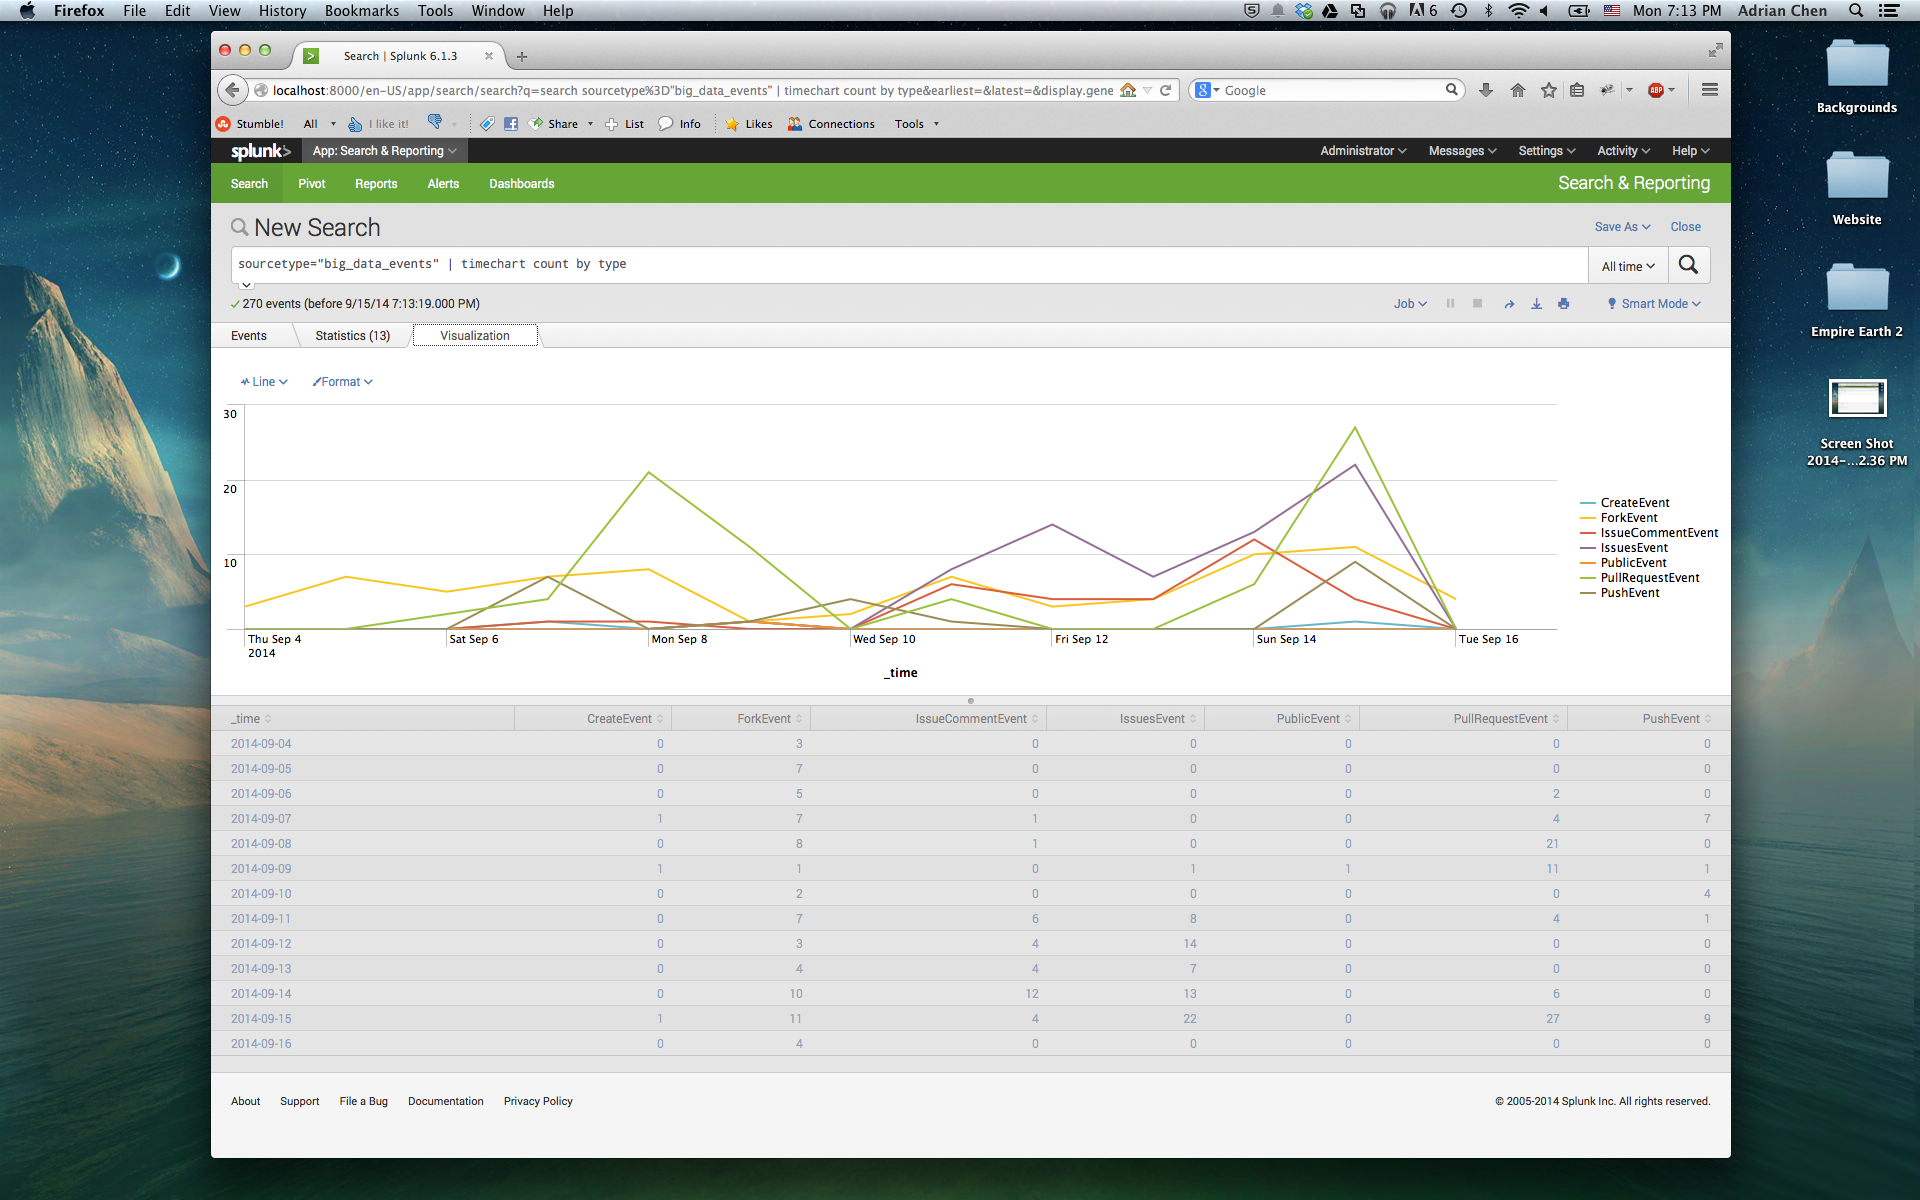 Firefox File Edit View History Bookmarks Tools Window Help 6 Mon 7:13 PM Adrian Chen
Search | Splunk 6.1.3
localhost:8000/en-US/app/search/search?q=search sourcetype%3D"big_data_events" | timechart count by type&earliest=&latest=&display.gene
Google
ABP
Stumble! All I like it! Share List Info Likes Connections Tools
splunk> App: Search & Reporting Administrator Messages Settings Activity Help
Search Pivot Reports Alerts Dashboards Search & Reporting
New Search Save As Close
sourcetype="big_data_events" | timechart count by type All time
270 events (before 9/15/14 7:13:19.000 PM) Job Smart Mode
Events Statistics (13) Visualization
Line Format
30
20
10
Thu Sep 4 Sat Sep 6 Mon Sep 8 Wed Sep 10 Fri Sep 12 Sun Sep 14 Tue Sep 16
2014
_time
CreateEvent
ForkEvent
IssueCommentEvent
IssuesEvent
PublicEvent
PullRequestEvent
PushEvent
_time CreateEvent ForkEvent IssueCommentEvent IssuesEvent PublicEvent PullRequestEvent PushEvent
2014-09-04 0 3 0 0 0 0 0
2014-09-05 0 7 0 0 0 0 0
2014-09-06 0 5 0 0 0 2 0
2014-09-07 1 7 1 0 0 4 7
2014-09-08 0 8 1 0 0 21 0
2014-09-09 1 1 0 1 1 11 1
2014-09-10 0 2 0 0 0 0 4
2014-09-11 0 7 6 8 0 4 1
2014-09-12 0 3 4 14 0 0 0
2014-09-13 0 4 4 7 0 0 0
2014-09-14 0 10 12 13 0 6 0
2014-09-15 1 11 4 22 0 27 9
2014-09-16 0 4 0 0 0 0 0
About Support File a Bug Documentation Privacy Policy © 2005-2014 Splunk Inc. All rights reserved.
Backgrounds
Website
Empire Earth 2
Screen Shot
2014-...2.36 PM